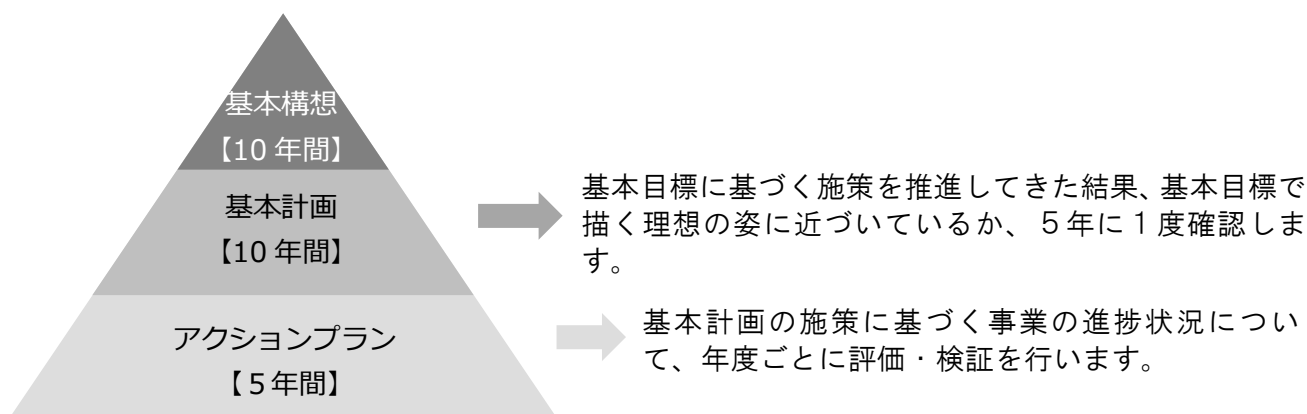 基本構想
【10 年間】
基本計画
【10 年間】
基本目標に基づく施策を推進してきた結果、基本目標で
描く理想の姿に近づいているか、５年に１度確認しま
す。
アクションプラン
【５年間】
基本計画の施策に基づく事業の進捗状況につい
て、年度ごとに評価・検証を行います。